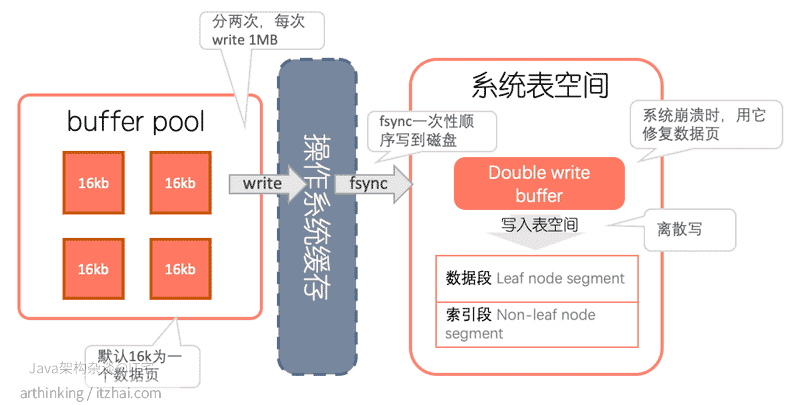 分两次，每次
write 1MB
buffer pool
16kb
16kb
16kb
16kb
默认16k为一
个数据页
write
操作系统缓存
fsync一次性顺
序写到磁盘
fsync
系统表空间
系统崩溃时，用它
修复数据页
Double write
buffer
写入表空间
离散写
数据段 Leaf node segment
索引段 Non-leaf node
segment
Java架构杂谈
arthinking / itzhai.com